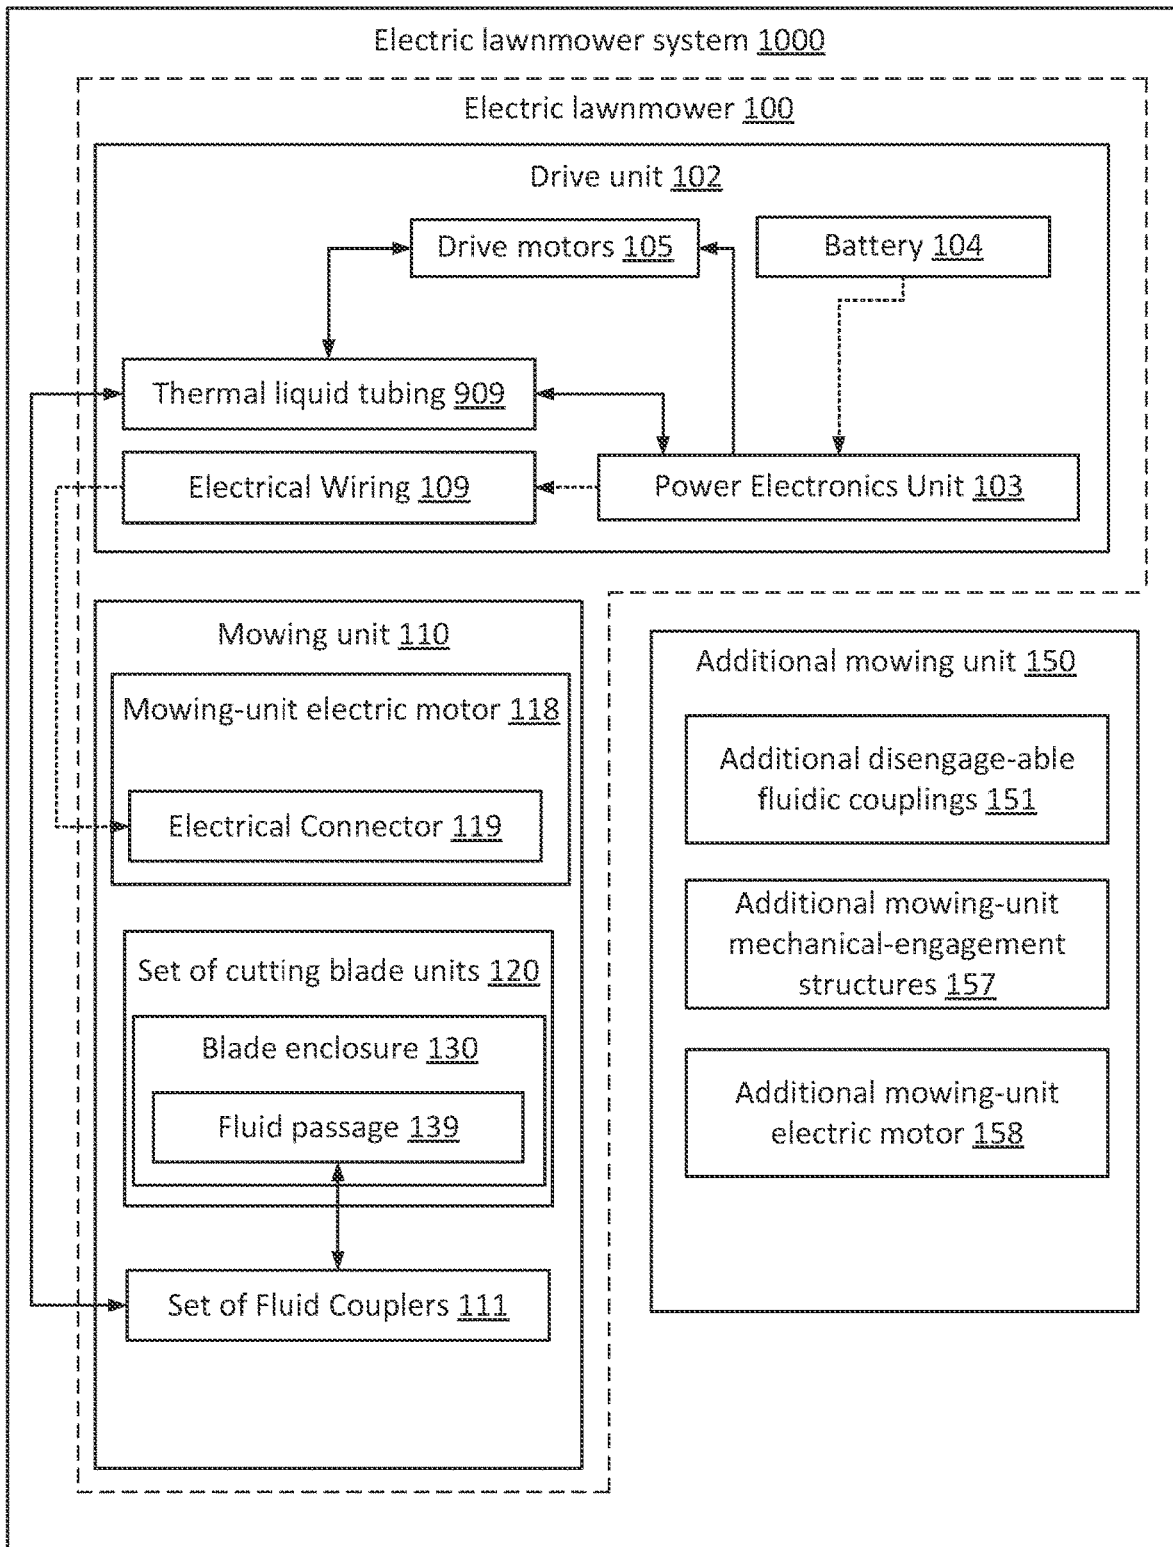 Electric lawnmower system 1000
Electric lawnmower 100
Drive unit 102
Drive motors 105
Battery 104
Thermal liquid tubing 909
Electrical Wiring 109
Power Electronics Unit 103
Mowing unit 110
Mowing-unit electric motor 118
Electrical Connector 119
Set of cutting blade units 120
Blade enclosure 130
Fluid passage 139
Set of Fluid Couplers 111
Additional mowing unit 150
Additional disengage-able
fluidic couplings 151
Additional mowing-unit
mechanical-engagement
structures 157
Additional mowing-unit
electric motor 158